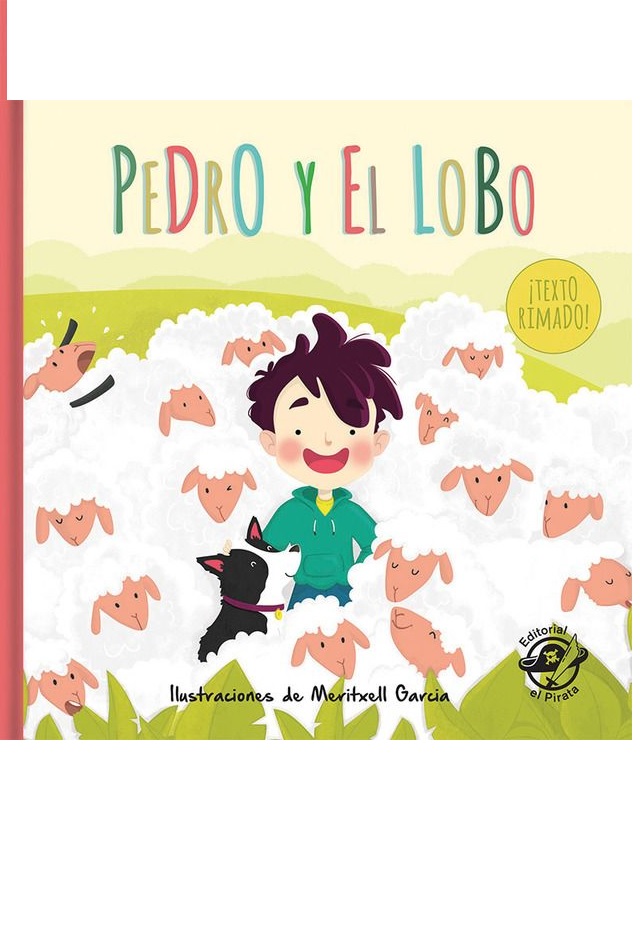 PEDRO Y EL LOBO
¡TEXTO
RIMADO!
Ilustraciones de Meritxell Garcia
Editorial
el Pirata